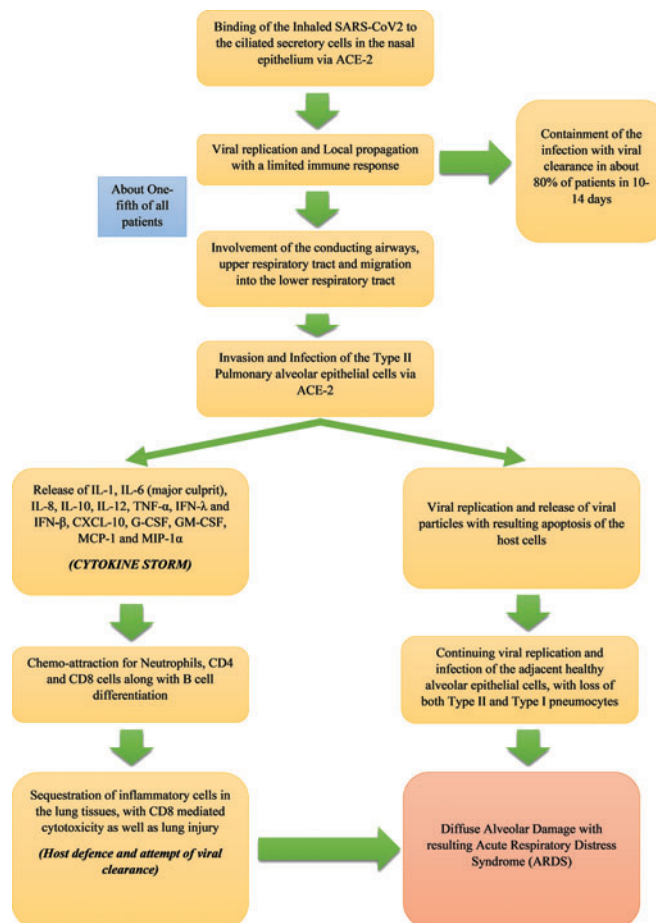 Binding of the Inhaled SARS-CoV2 to
the ciliated secretory cells in the nasal
epithelium via ACE-2
Viral replication and Local propagation
with a limited immune response
Containment of the
infection with viral
clearance in about
80% of patients in 10-
14 days
About One-
fifth of all
patients
Involvement of the conducting airways,
upper respiratory tract and migration
into the lower respiratory tract
Invasion and Infection of the Type II
Pulmonary alveolar epithelial cells via
ACE-2
Release of IL-1, IL-6 (major culprit),
IL-8, IL-10, IL-12, TNF-α, IFN-λ and
IFN-β, CXCL-10, G-CSF, GM-CSF,
MCP-1 and MIP-1α
(CYTOKINE STORM)
Viral replication and release of viral
particles with resulting apoptosis of the
host cells
Chemo-attraction for Neutrophils, CD4
and CD8 cells along with B cell
differentiation
Continuing viral replication and
infection of the adjacent healthy
alveolar epithelial cells, with loss of
both Type II and Type I pneumocytes
Sequestration of inflammatory cells in
the lung tissues, with CD8 mediated
cytotoxicity as well as lung injury
(Host defence and attempt of viral
clearance)
Diffuse Alveolar Damage with
resulting Acute Respiratory Distress
Syndrome (ARDS)